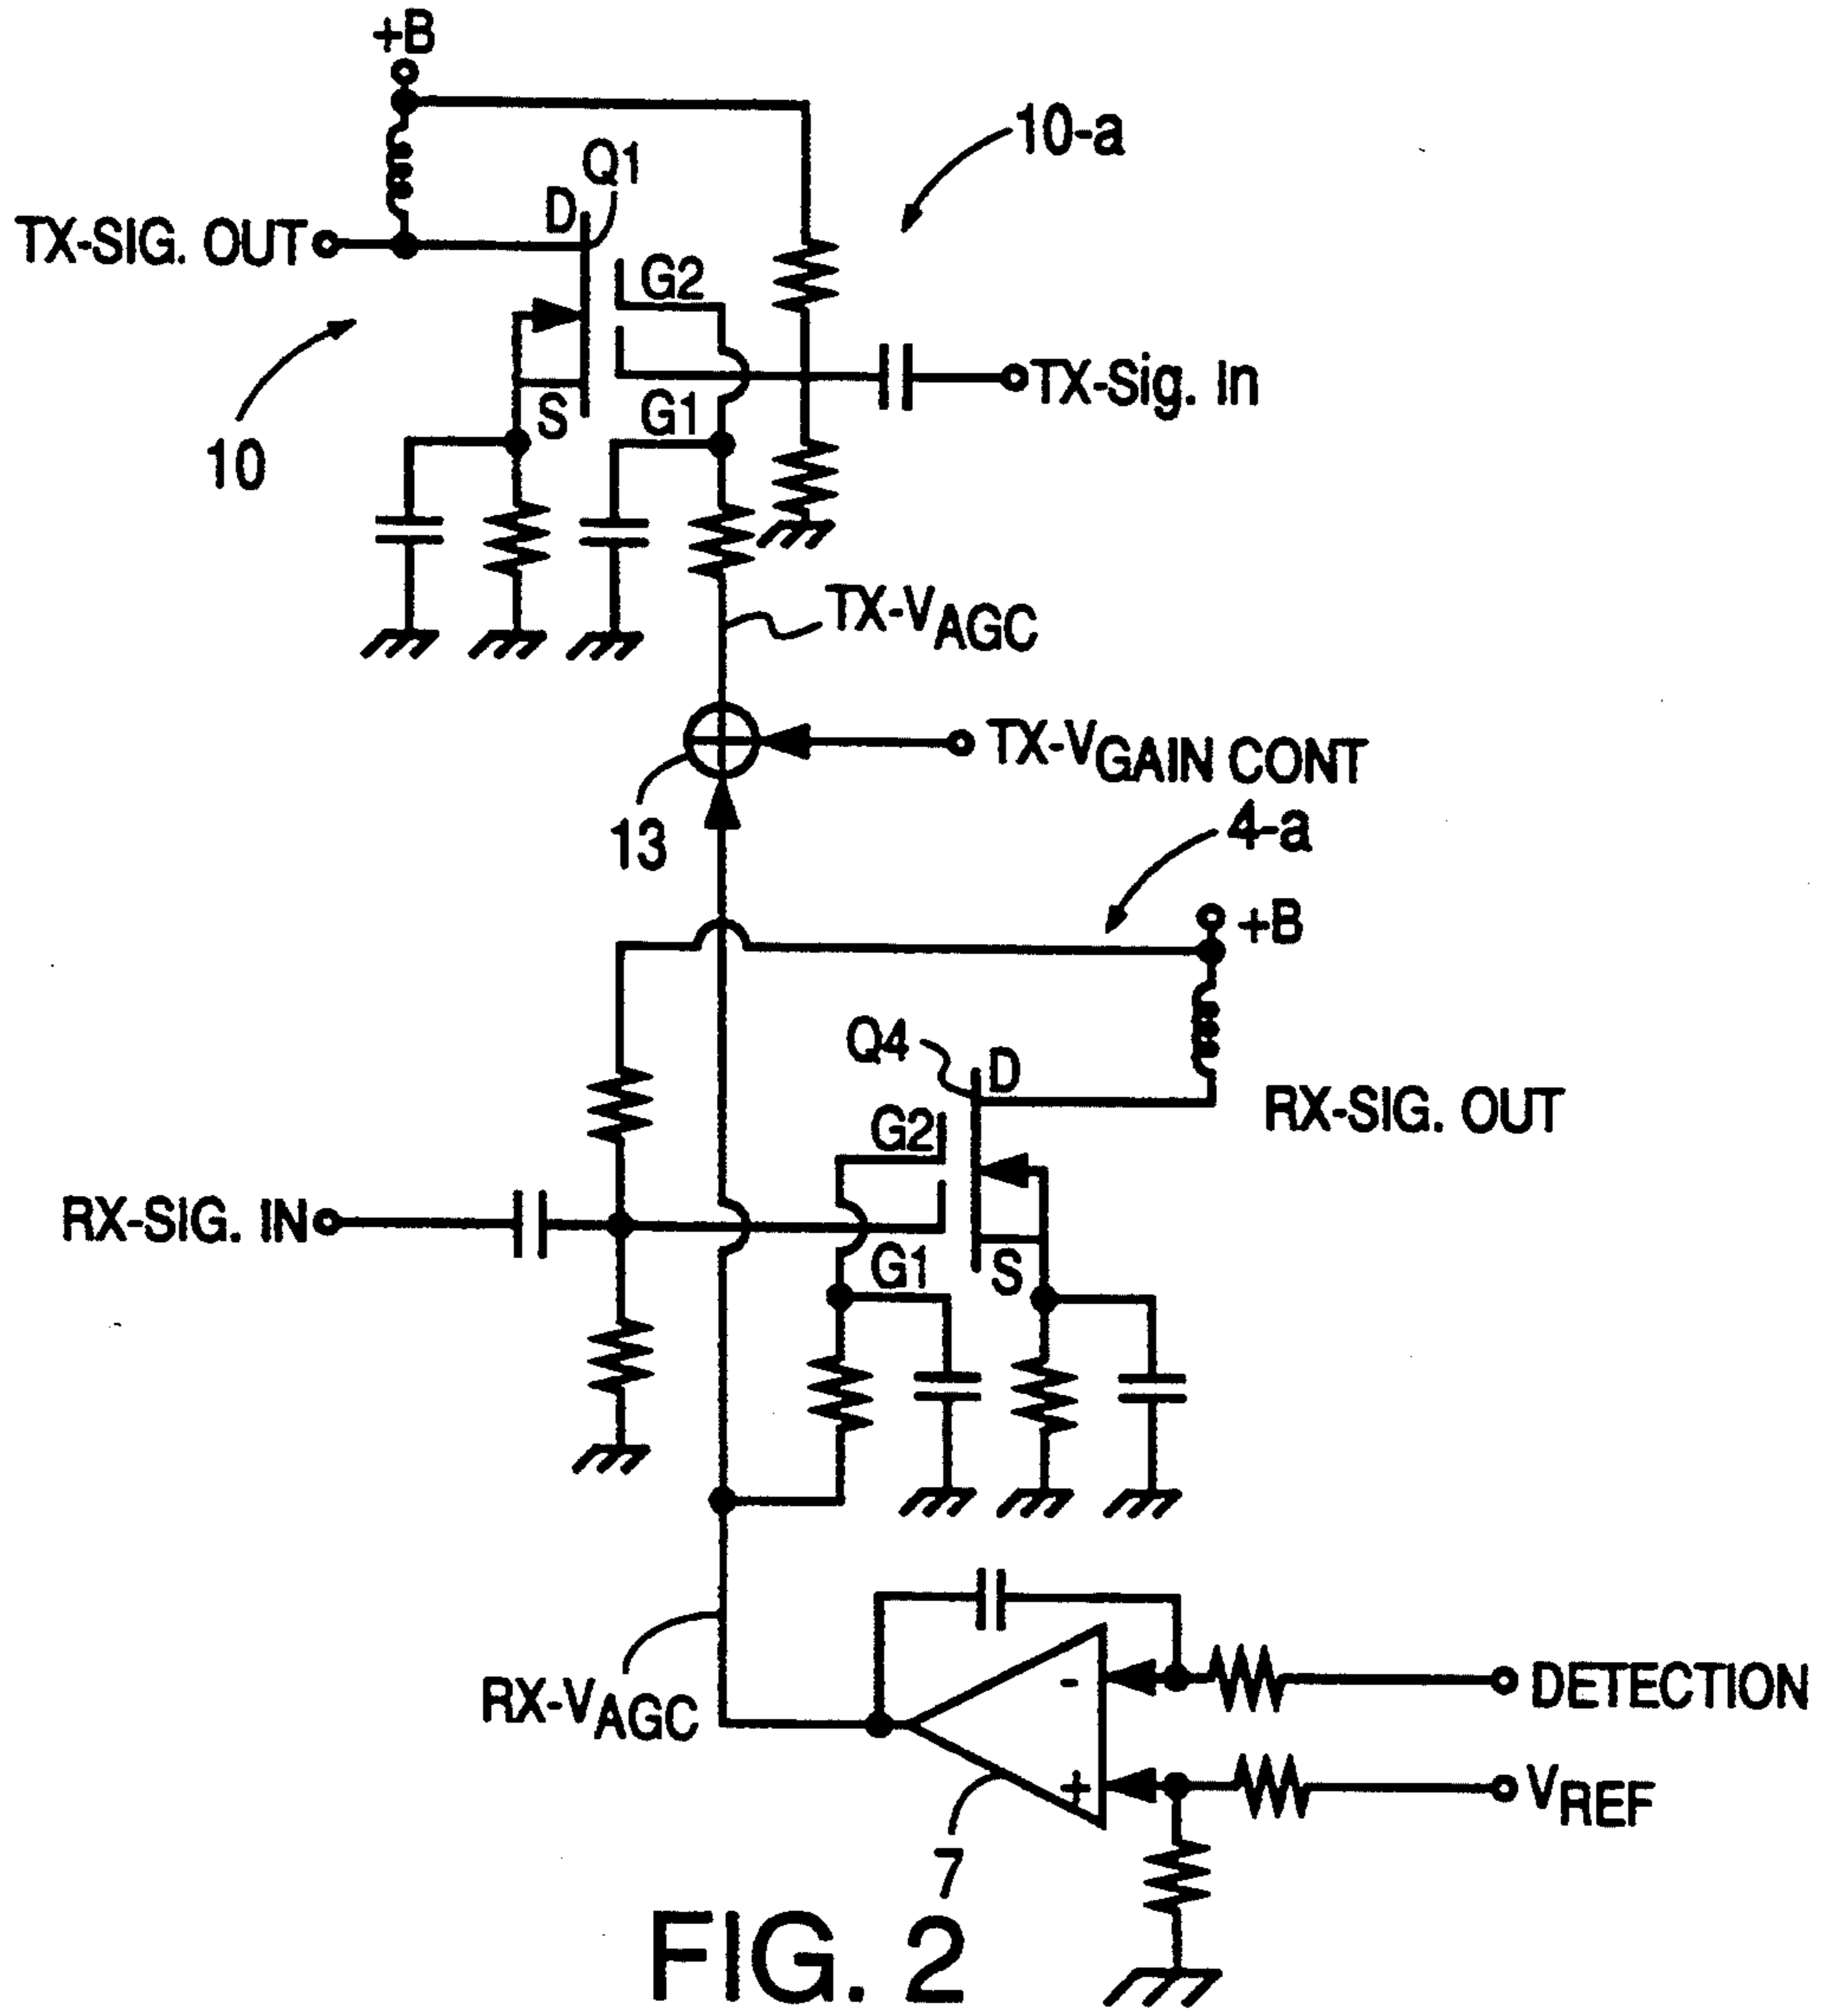 +B
10-a
Q1
D
TX-SIG. OUT
G2
TX-Sig. In
G1
S
10
TX-VAGC
TX-VGAIN CONT
13
4-a
+B
Q4
D
G2
RX-SIG. OUT
RX-SIG. IN
G1
S
RX-VAGC
-
DETECTION
+
VREF
7
FIG. 2